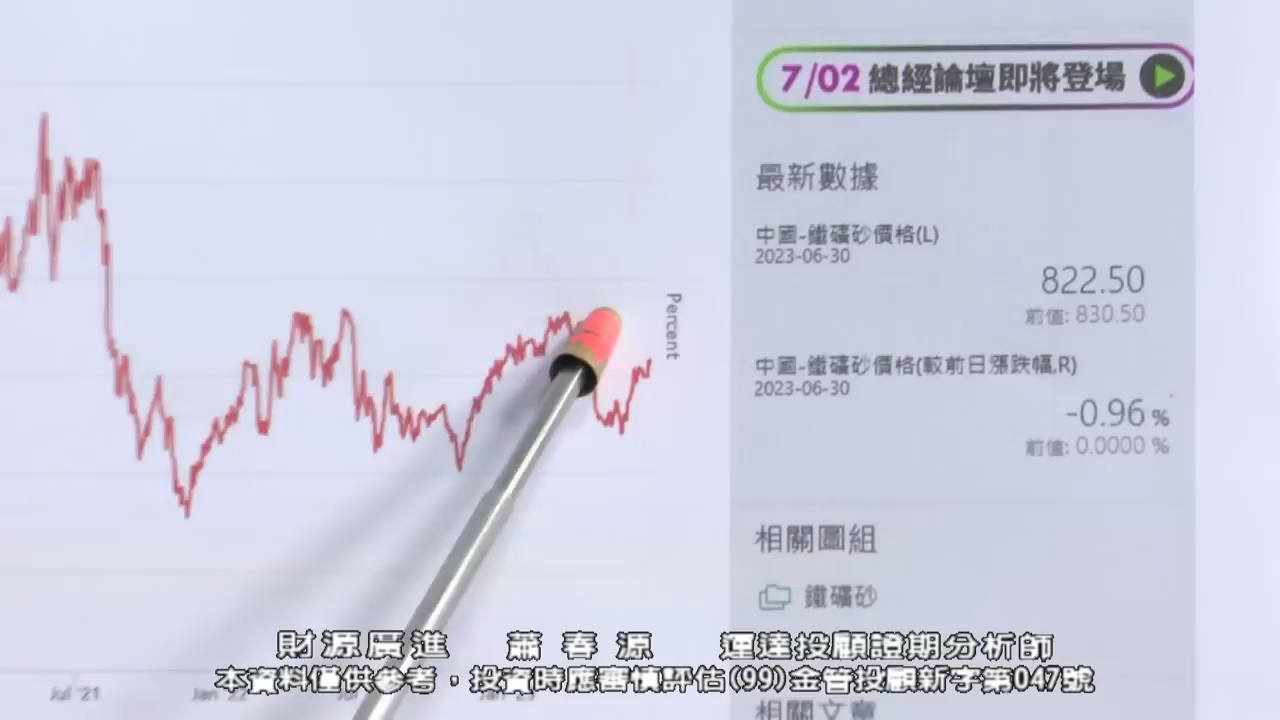 7/02 總經論壇即將登場
最新數據
中國-鐵礦砂價格(L)
2023-06-30
822.50
前值: 830.50
Percent
中國-鐵礦砂價格(較前日漲跌幅,R)
2023-06-30
-0.96 %
前值: 0.0000 %
相關圖組
鐵礦砂
財源廣進 蕭春源 運達投顧證期分析師
本資料僅供參考，投資時應審慎評估(99)金管投顧新字第047號
Jul '21
相關文章